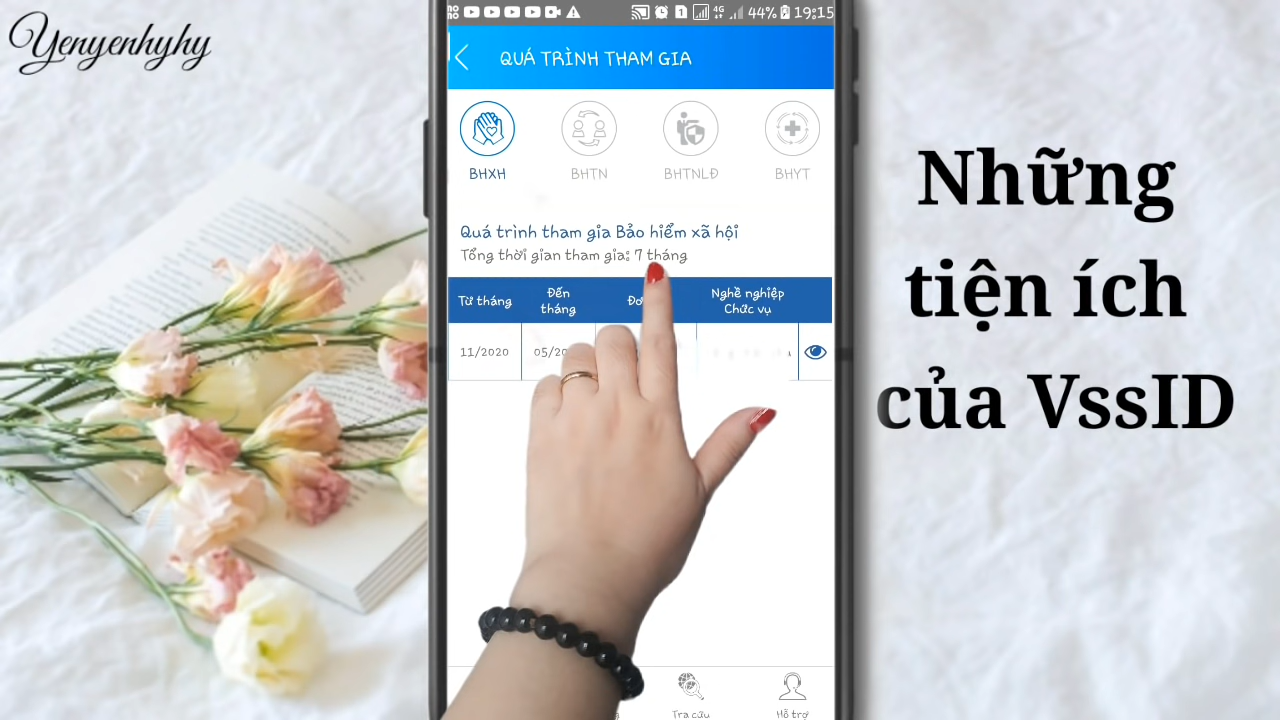 Yenyenhyhy
4G 44% 19:15
QUÁ TRÌNH THAM GIA
BHXH BHTN BHTNLĐ BHYT
Quá trình tham gia Bảo hiểm xã hội
Tổng thời gian tham gia: 7 tháng
Từ tháng
Đến
tháng
Nghề nghiệp
Chức vụ
11/2020
Tra cứu
Hỗ trợ
Những
tiện ích
của VssID